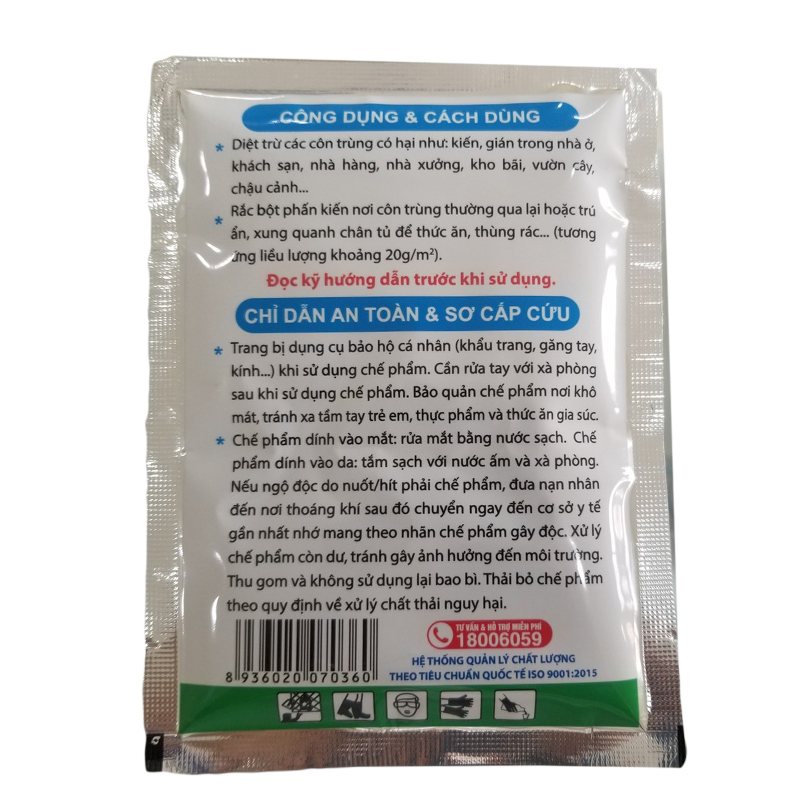 CÔNG DỤNG & CÁCH DÙNG
* Diệt trừ các côn trùng có hại như: kiến, gián trong nhà ở,
khách sạn, nhà hàng, nhà xưởng, kho bãi, vườn cây,
chậu cảnh...
* Rắc bột phấn kiến nơi côn trùng thường qua lại hoặc trú
ẩn, xung quanh chân tủ để thức ăn, thùng rác... (tương
ứng liều lượng khoảng 20g/m²).
Đọc kỹ hướng dẫn trước khi sử dụng.
CHỈ DẪN AN TOÀN & SƠ CẤP CỨU
* Trang bị dụng cụ bảo hộ cá nhân (khẩu trang, găng tay,
kính...) khi sử dụng chế phẩm. Cần rửa tay với xà phòng
sau khi sử dụng chế phẩm. Bảo quản chế phẩm nơi khô
mát, tránh xa tầm tay trẻ em, thực phẩm và thức ăn gia súc.
* Chế phẩm dính vào mắt: rửa mắt bằng nước sạch. Chế
phẩm dính vào da: tắm sạch với nước ấm và xà phòng.
Nếu ngộ độc do nuốt/hít phải chế phẩm, đưa nạn nhân
đến nơi thoáng khí sau đó chuyển ngay đến cơ sở y tế
gần nhất nhớ mang theo nhãn chế phẩm gây độc. Xử lý
chế phẩm còn dư, tránh gây ảnh hưởng đến môi trường.
Thu gom và không sử dụng lại bao bì. Thải bỏ chế phẩm
theo quy định về xử lý chất thải nguy hại.
TƯ VẤN & HỖ TRỢ MIỄN PHÍ
18006059
HỆ THỐNG QUẢN LÝ CHẤT LƯỢNG
THEO TIÊU CHUẨN QUỐC TẾ ISO 9001:2015
8 936020 070360